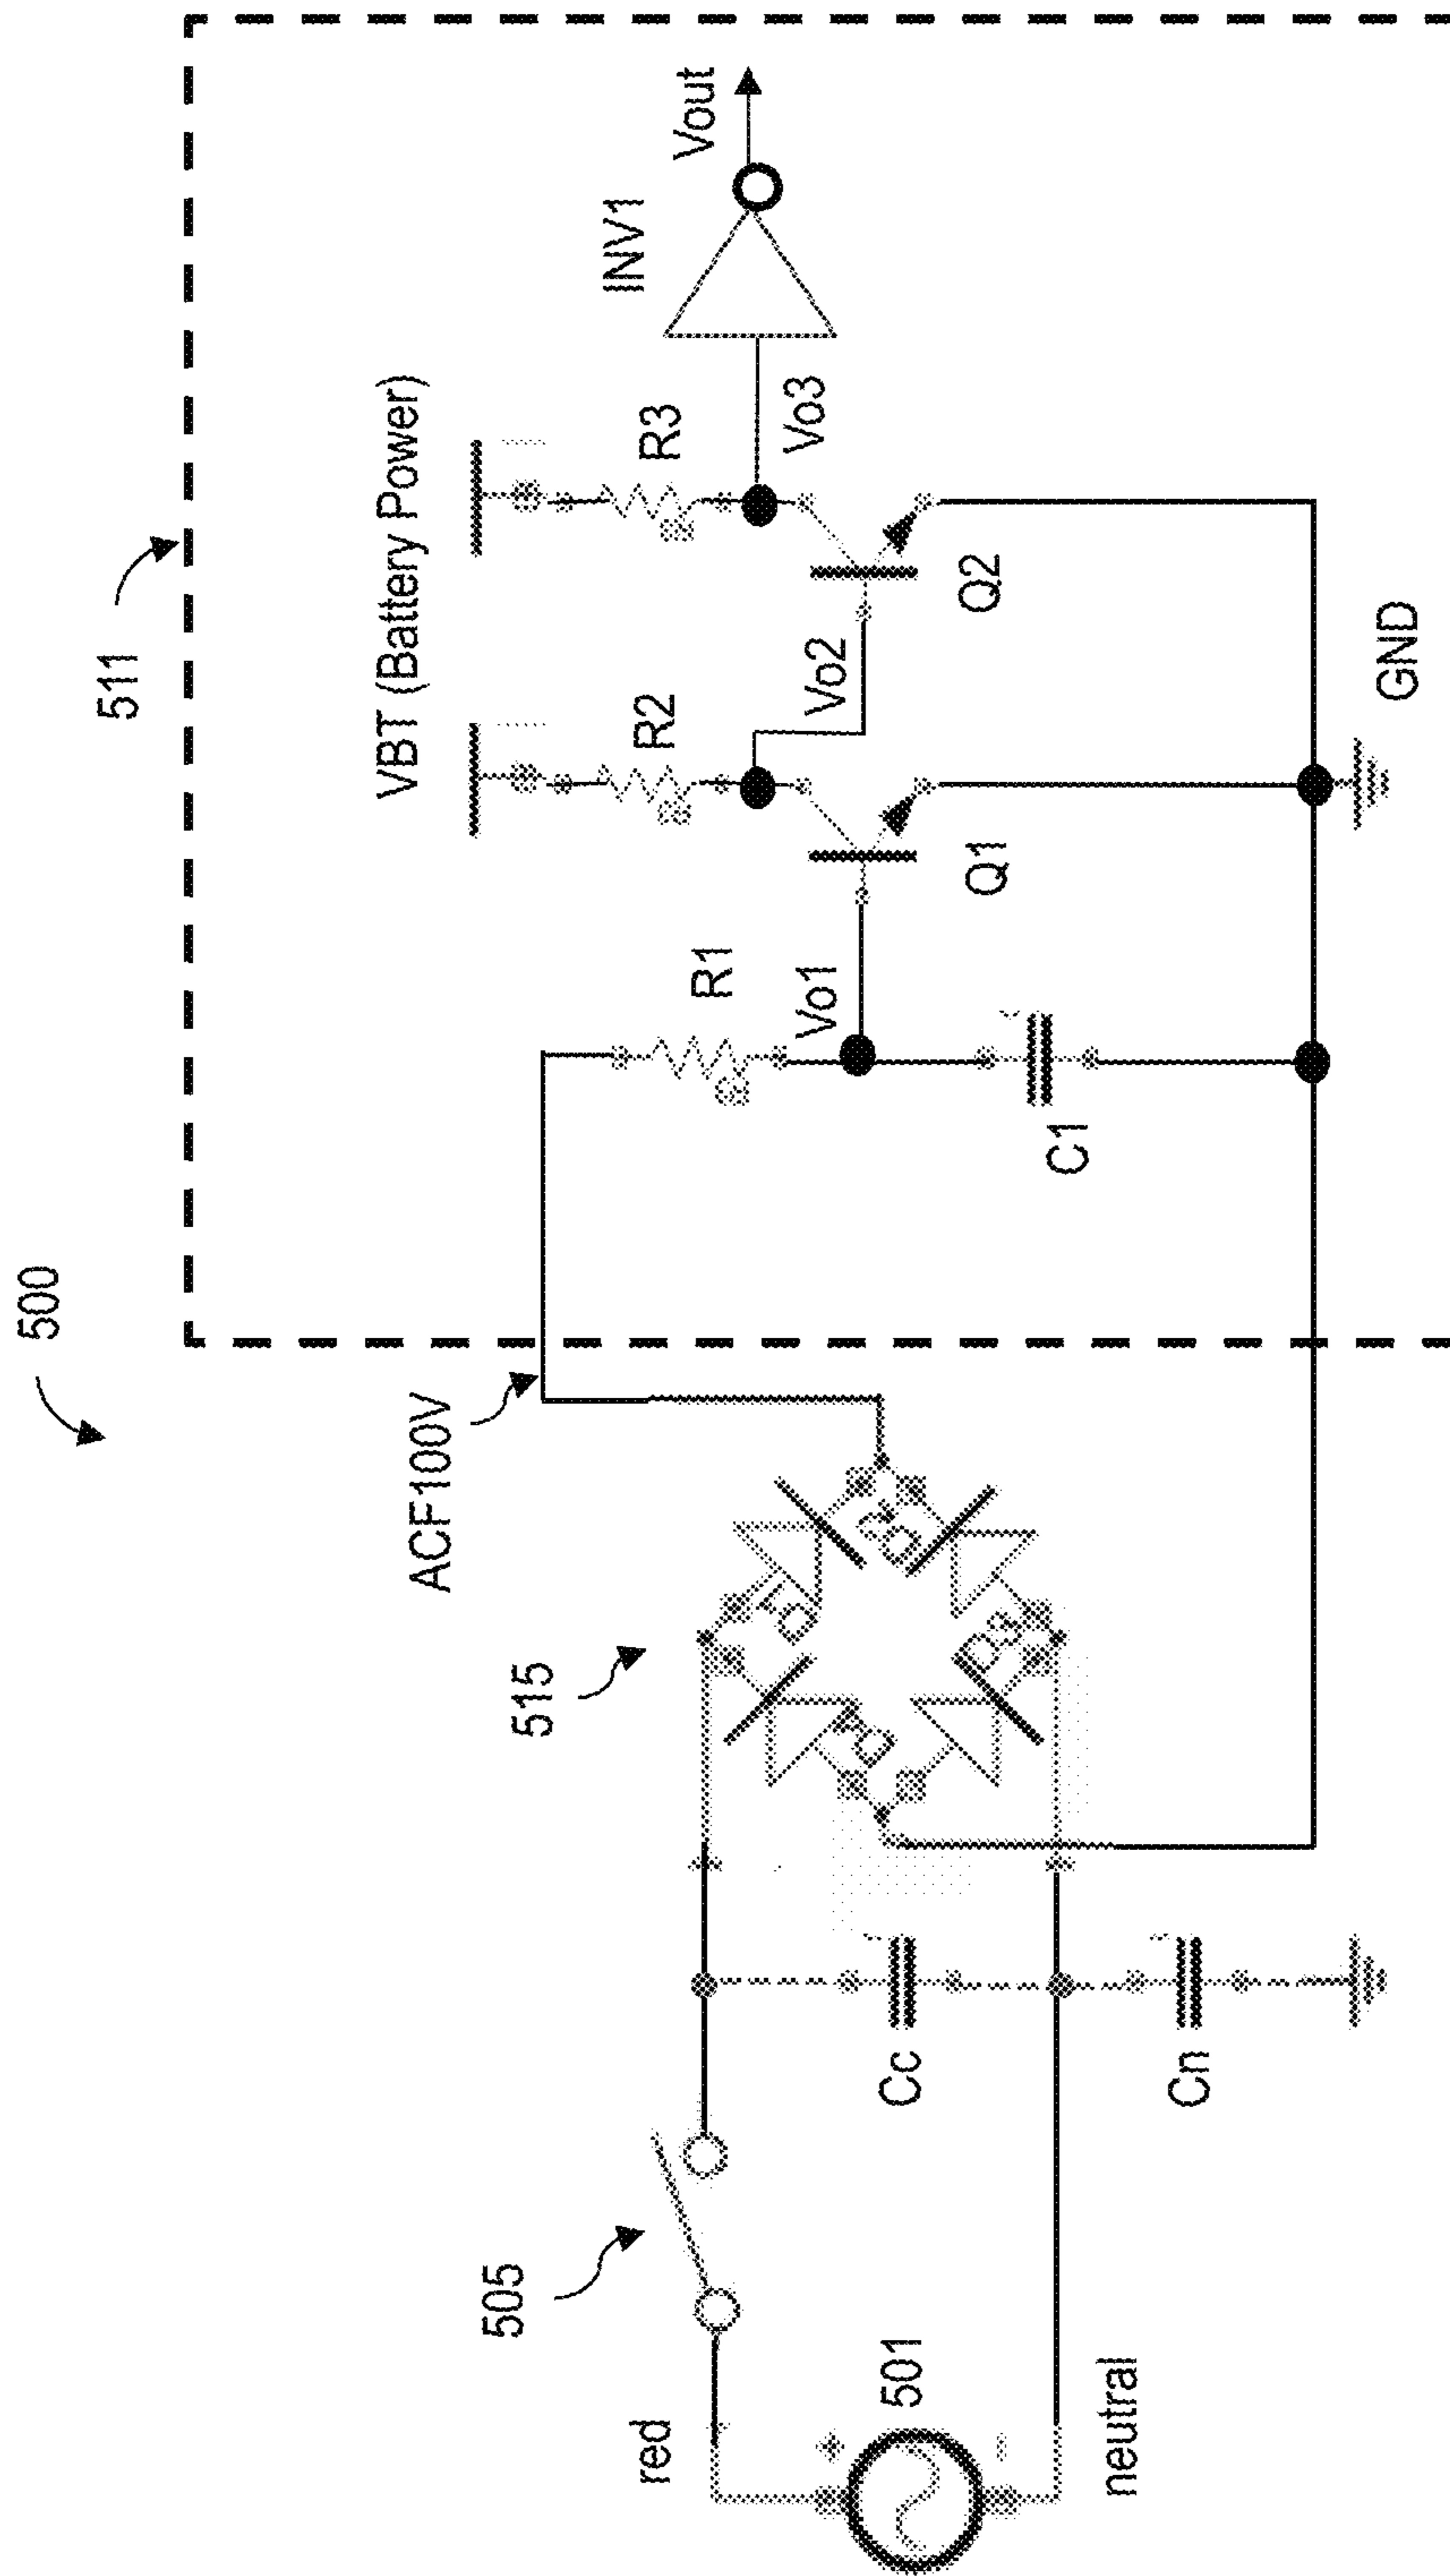 500
511
VBT (Battery Power)
ACF100V
515
505
red
501
neutral
Cc
Cn
D3
R1
Vo1
C1
R2
Vo2
Q1
R3
Vo3
Q2
INV1
Vout
GND